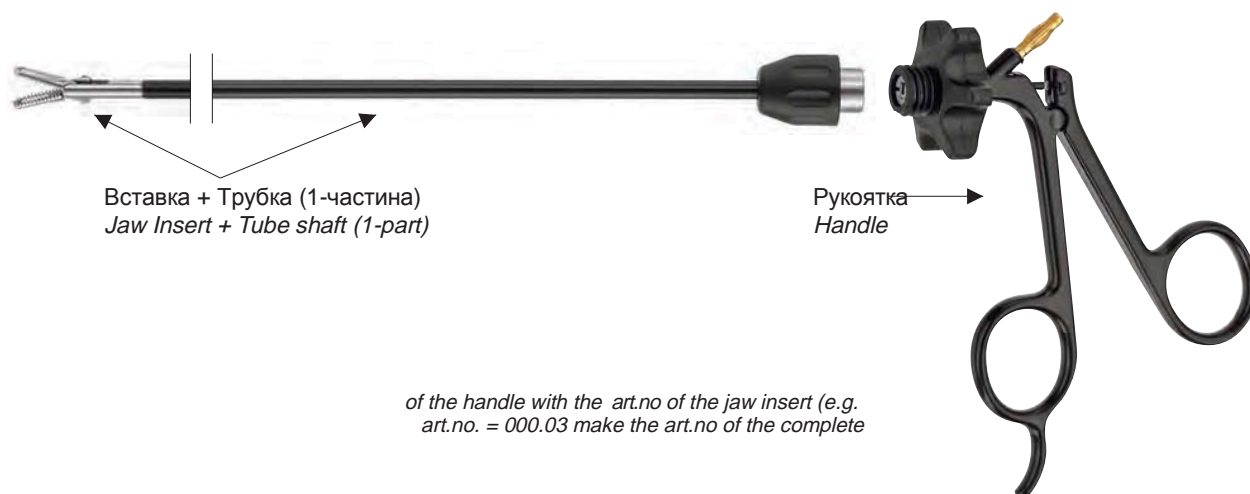 Вставка + Трубка (1-частина)
Jaw Insert + Tube shaft (1-part)
Рукоятка
Handle
of the handle with the art.no of the jaw insert (e.g.
art.no. = 000.03 make the art.no of the complete